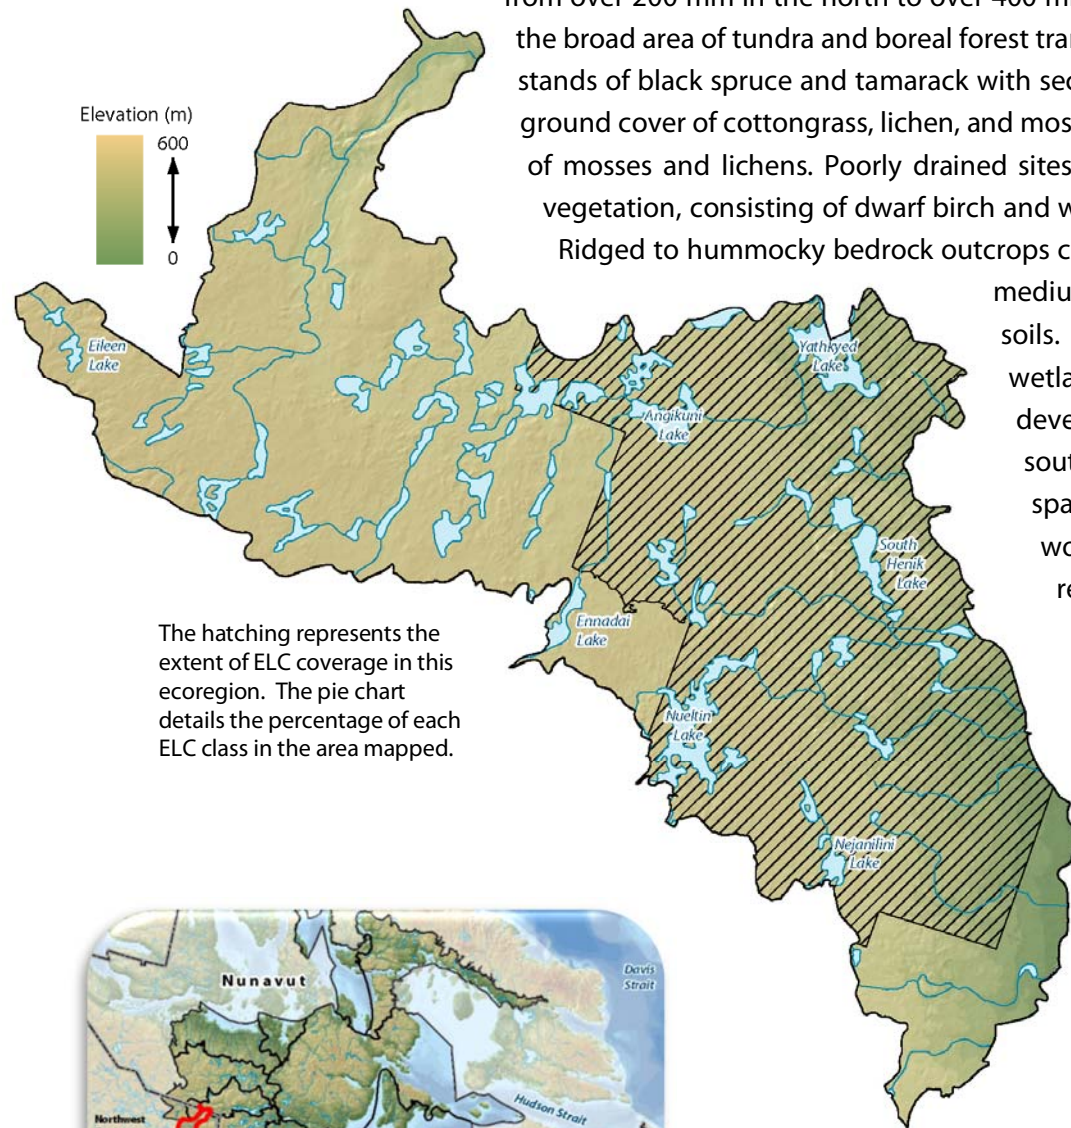 from over 200 mm in the north to over 400 m
the broad area of tundra and boreal forest tran
stands of black spruce and tamarack with sec
ground cover of cottongrass, lichen, and mos
of mosses and lichens. Poorly drained sites
vegetation, consisting of dwarf birch and w
Ridged to hummocky bedrock outcrops c
mediu
soils.
wetla
deve
sout
spa
wo
re
Elevation (m)
600
0
Eileen
Lake
Yathkyed
Lake
Angikuni
Lake
South
Henik
Lake
Ennadai
Lake
Nueltin
Lake
Nejanilini
Lake
The hatching represents the
extent of ELC coverage in this
ecoregion. The pie chart
details the percentage of each
ELC class in the area mapped.
Nunavut
Davis
Strait
Hudson Strait
Northwest